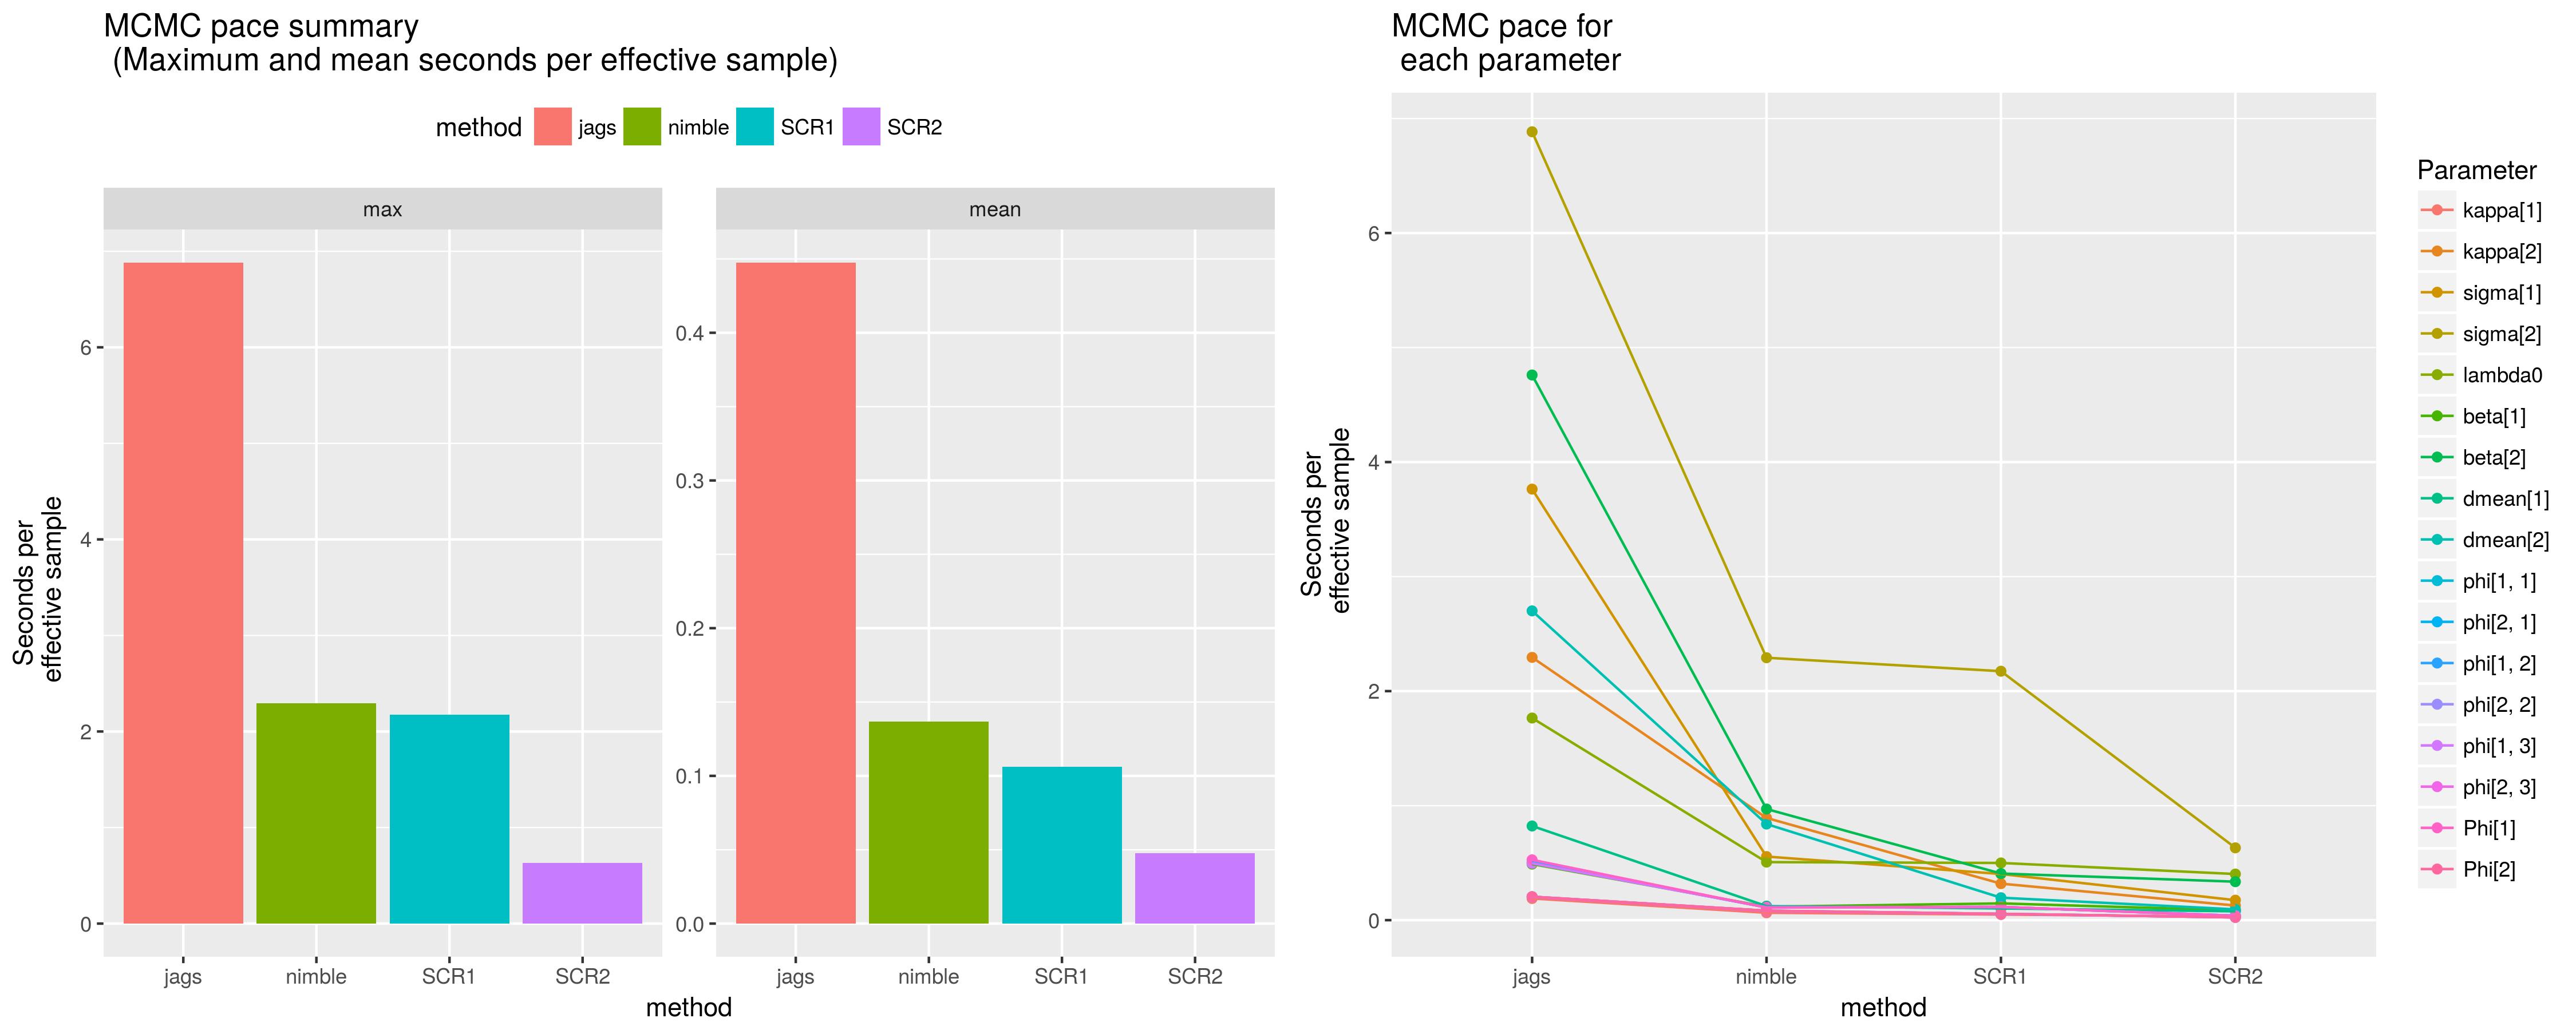 MCMC pace summary
(Maximum and mean seconds per effective sample)
method
jags
nimble
SCR1
SCR2
max
mean
Seconds per
effective sample
6
4
2
0
0.4
0.3
0.2
0.1
0.0
jags
nimble
SCR1
SCR2
jags
nimble
SCR1
SCR2
method
MCMC pace for
each parameter
Seconds per
effective sample
6
4
2
0
jags
nimble
SCR1
SCR2
method
Parameter
kappa[1]
kappa[2]
sigma[1]
sigma[2]
lambda0
beta[1]
beta[2]
dmean[1]
dmean[2]
phi[1, 1]
phi[2, 1]
phi[1, 2]
phi[2, 2]
phi[1, 3]
phi[2, 3]
Phi[1]
Phi[2]